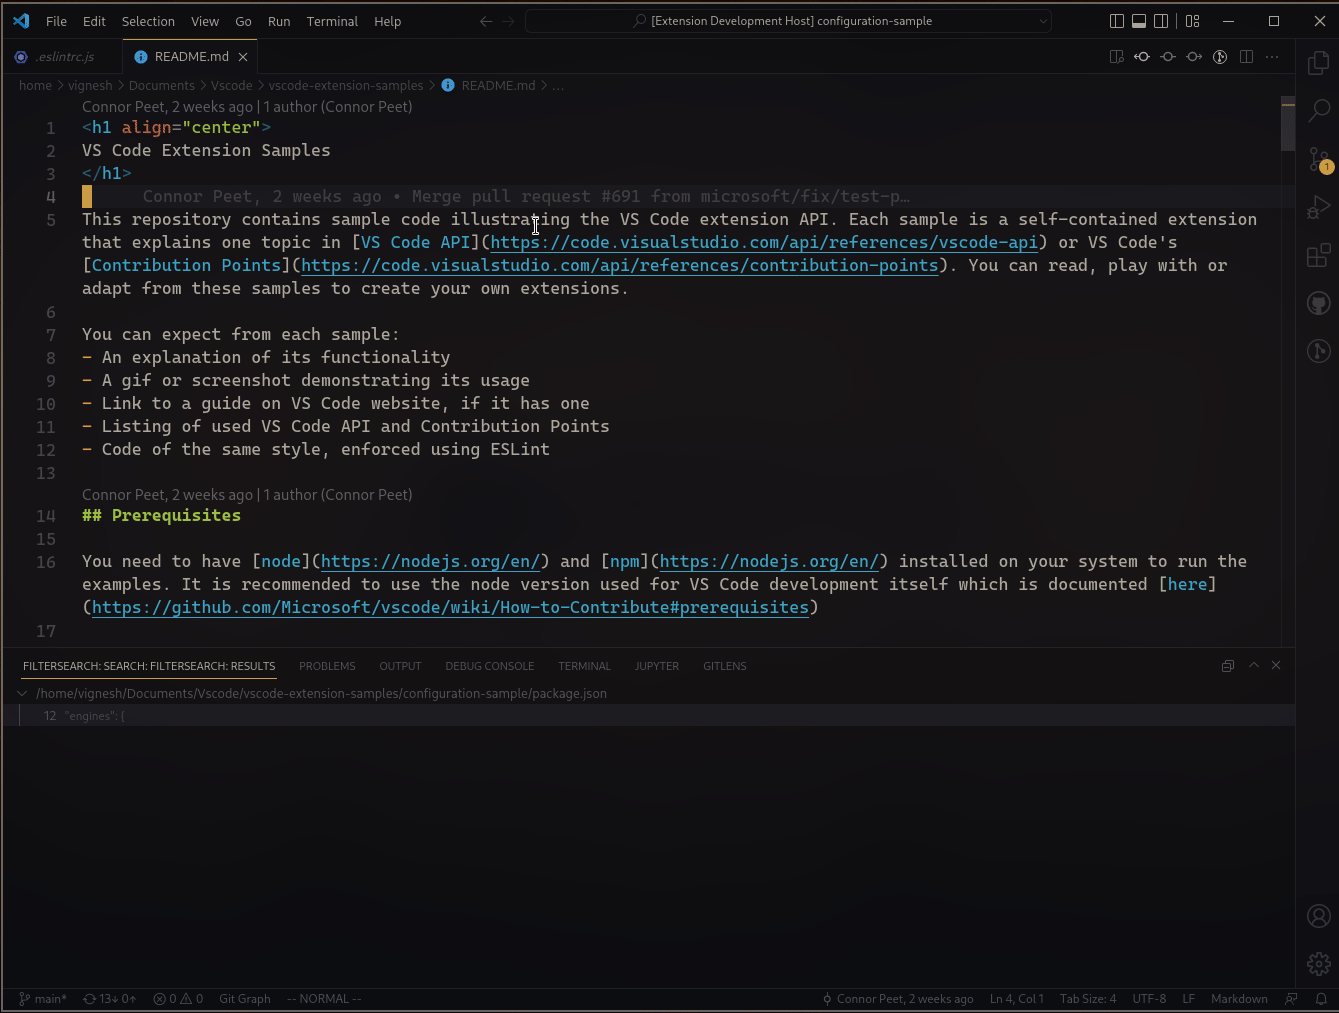 File Edit Selection View Go Run Terminal Help [Extension Development Host] configuration-sample
.eslintrc.js README.md
home > vignesh > Documents > Vscode > vscode-extension-samples > README.md > ...
Connor Peet, 2 weeks ago | 1 author (Connor Peet)
1 <h1 align="center">
2 VS Code Extension Samples
3 </h1>
4 Connor Peet, 2 weeks ago • Merge pull request #691 from microsoft/fix/test-p…
5 This repository contains sample code illustrating the VS Code extension API. Each sample is a self-contained extension
that explains one topic in [VS Code API](https://code.visualstudio.com/api/references/vscode-api) or VS Code's
[Contribution Points](https://code.visualstudio.com/api/references/contribution-points). You can read, play with or
adapt from these samples to create your own extensions.
6
7 You can expect from each sample:
8 - An explanation of its functionality
9 - A gif or screenshot demonstrating its usage
10 - Link to a guide on VS Code website, if it has one
11 - Listing of used VS Code API and Contribution Points
12 - Code of the same style, enforced using ESLint
13
Connor Peet, 2 weeks ago | 1 author (Connor Peet)
14 ## Prerequisites
15
16 You need to have [node](https://nodejs.org/en/) and [npm](https://nodejs.org/en/) installed on your system to run the
examples. It is recommended to use the node version used for VS Code development itself which is documented [here]
(https://github.com/Microsoft/vscode/wiki/How-to-Contribute#prerequisites)
17
1
FILTERSEARCH: SEARCH: FILTERSEARCH: RESULTS PROBLEMS OUTPUT DEBUG CONSOLE TERMINAL JUPYTER GITLENS
/home/vignesh/Documents/Vscode/vscode-extension-samples/configuration-sample/package.json
12 "engines": {
main* 13↓ 0↑ 0 0 Git Graph -- NORMAL -- Connor Peet, 2 weeks ago Ln 4, Col 1 Tab Size: 4 UTF-8 LF Markdown